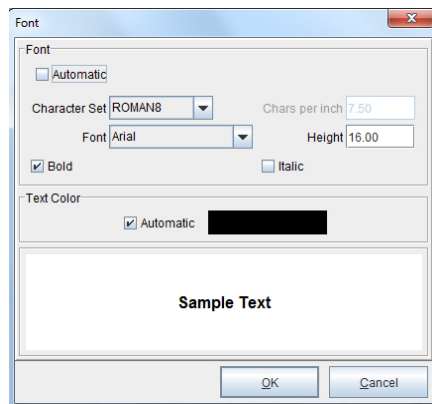 Font
Font
Automatic
Character Set ROMAN8 Chars per inch 7.50
Font Arial Height 16.00
Bold Italic
Text Color
Automatic
Sample Text
OK Cancel